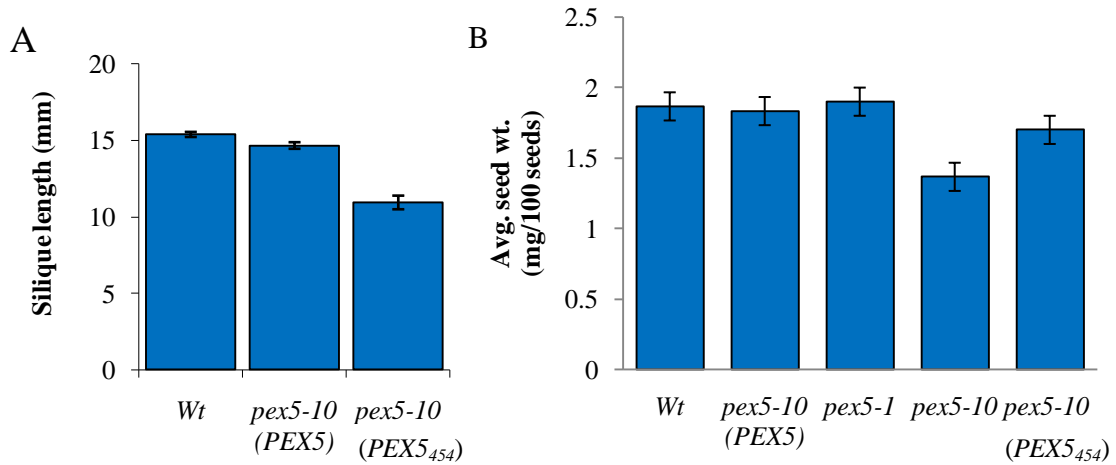 A
Silique length (mm)
20
15
10
5
0
Wt
pex5-10
(PEX5)
pex5-10
(PEX5454)
B
Avg. seed wt.
(mg/100 seeds)
2.5
2
1.5
1
0.5
0
Wt
pex5-10
(PEX5)
pex5-1
pex5-10
pex5-10
(PEX5454)